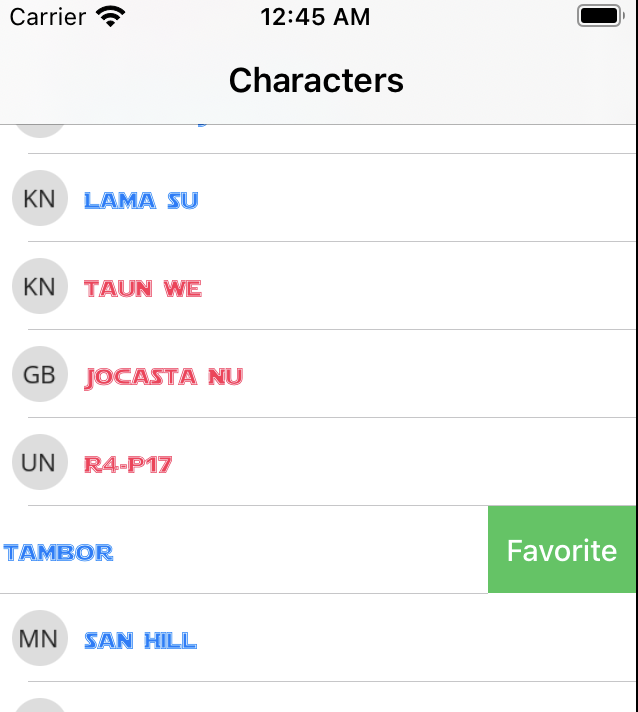 Carrier 12:45 AM
Characters
KN LAMA SU
KN TAUN WE
GB JOCASTA NU
UN R4-P17
TAMBOR Favorite
MN SAN HILL